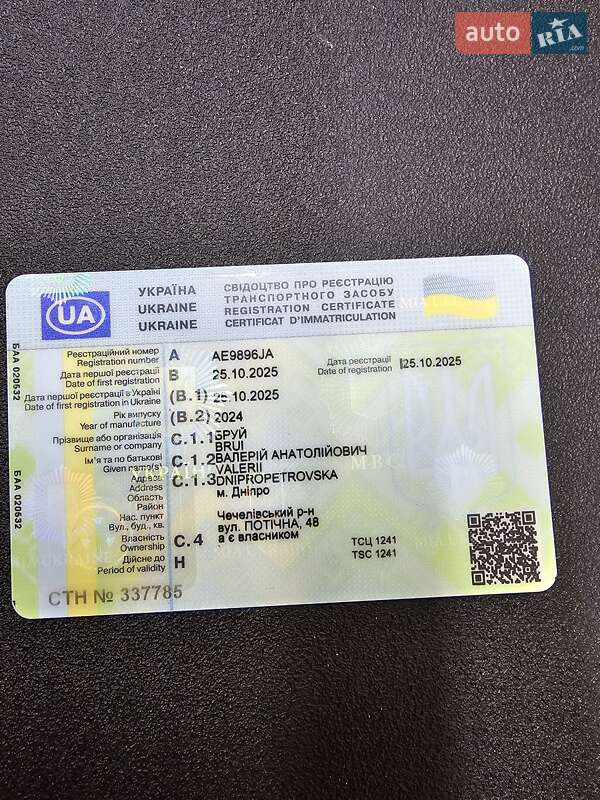 auto RIA .com
УКРАЇНА
UKRAINE
UKRAINE
СВІДОЦТВО ПРО РЕЄСТРАЦІЮ
ТРАНСПОРТНОГО ЗАСОБУ
REGISTRATION CERTIFICATE
CERTIFICAT D'IMMATRICULATION
UA
БАА 020632
БАА 020632
Реєстраційний номер A AE9896JA
Registration number
Дата реєстрації 25.10.2025
Date of registration
Дата першої реєстрації B 25.10.2025
Date of first registration
Дата першої реєстрації в Україні (B.1) 25.10.2025
Date of first registration in Ukraine
Рік випуску (B.2) 2024
Year of manufacture
Прізвище або організація C.1.1 БРУЙ
Surname or company BRUI
Ім'я та по батькові C.1.2 ВАЛЕРІЙ АНАТОЛІЙОВИЧ
Given name(s) VALERII
Адреса C.1.3 DNIPROPETROVSKA
Address м. Дніпро
Область
Район Чечелівський р-н
Нас. пункт вул. ПОТІЧНА, 48
Вул., буд., кв.
Власність C.4 а є власником
Ownership
ТСЦ 1241
TSC 1241
Дійсне до H
Period of validity
СТН № 337785